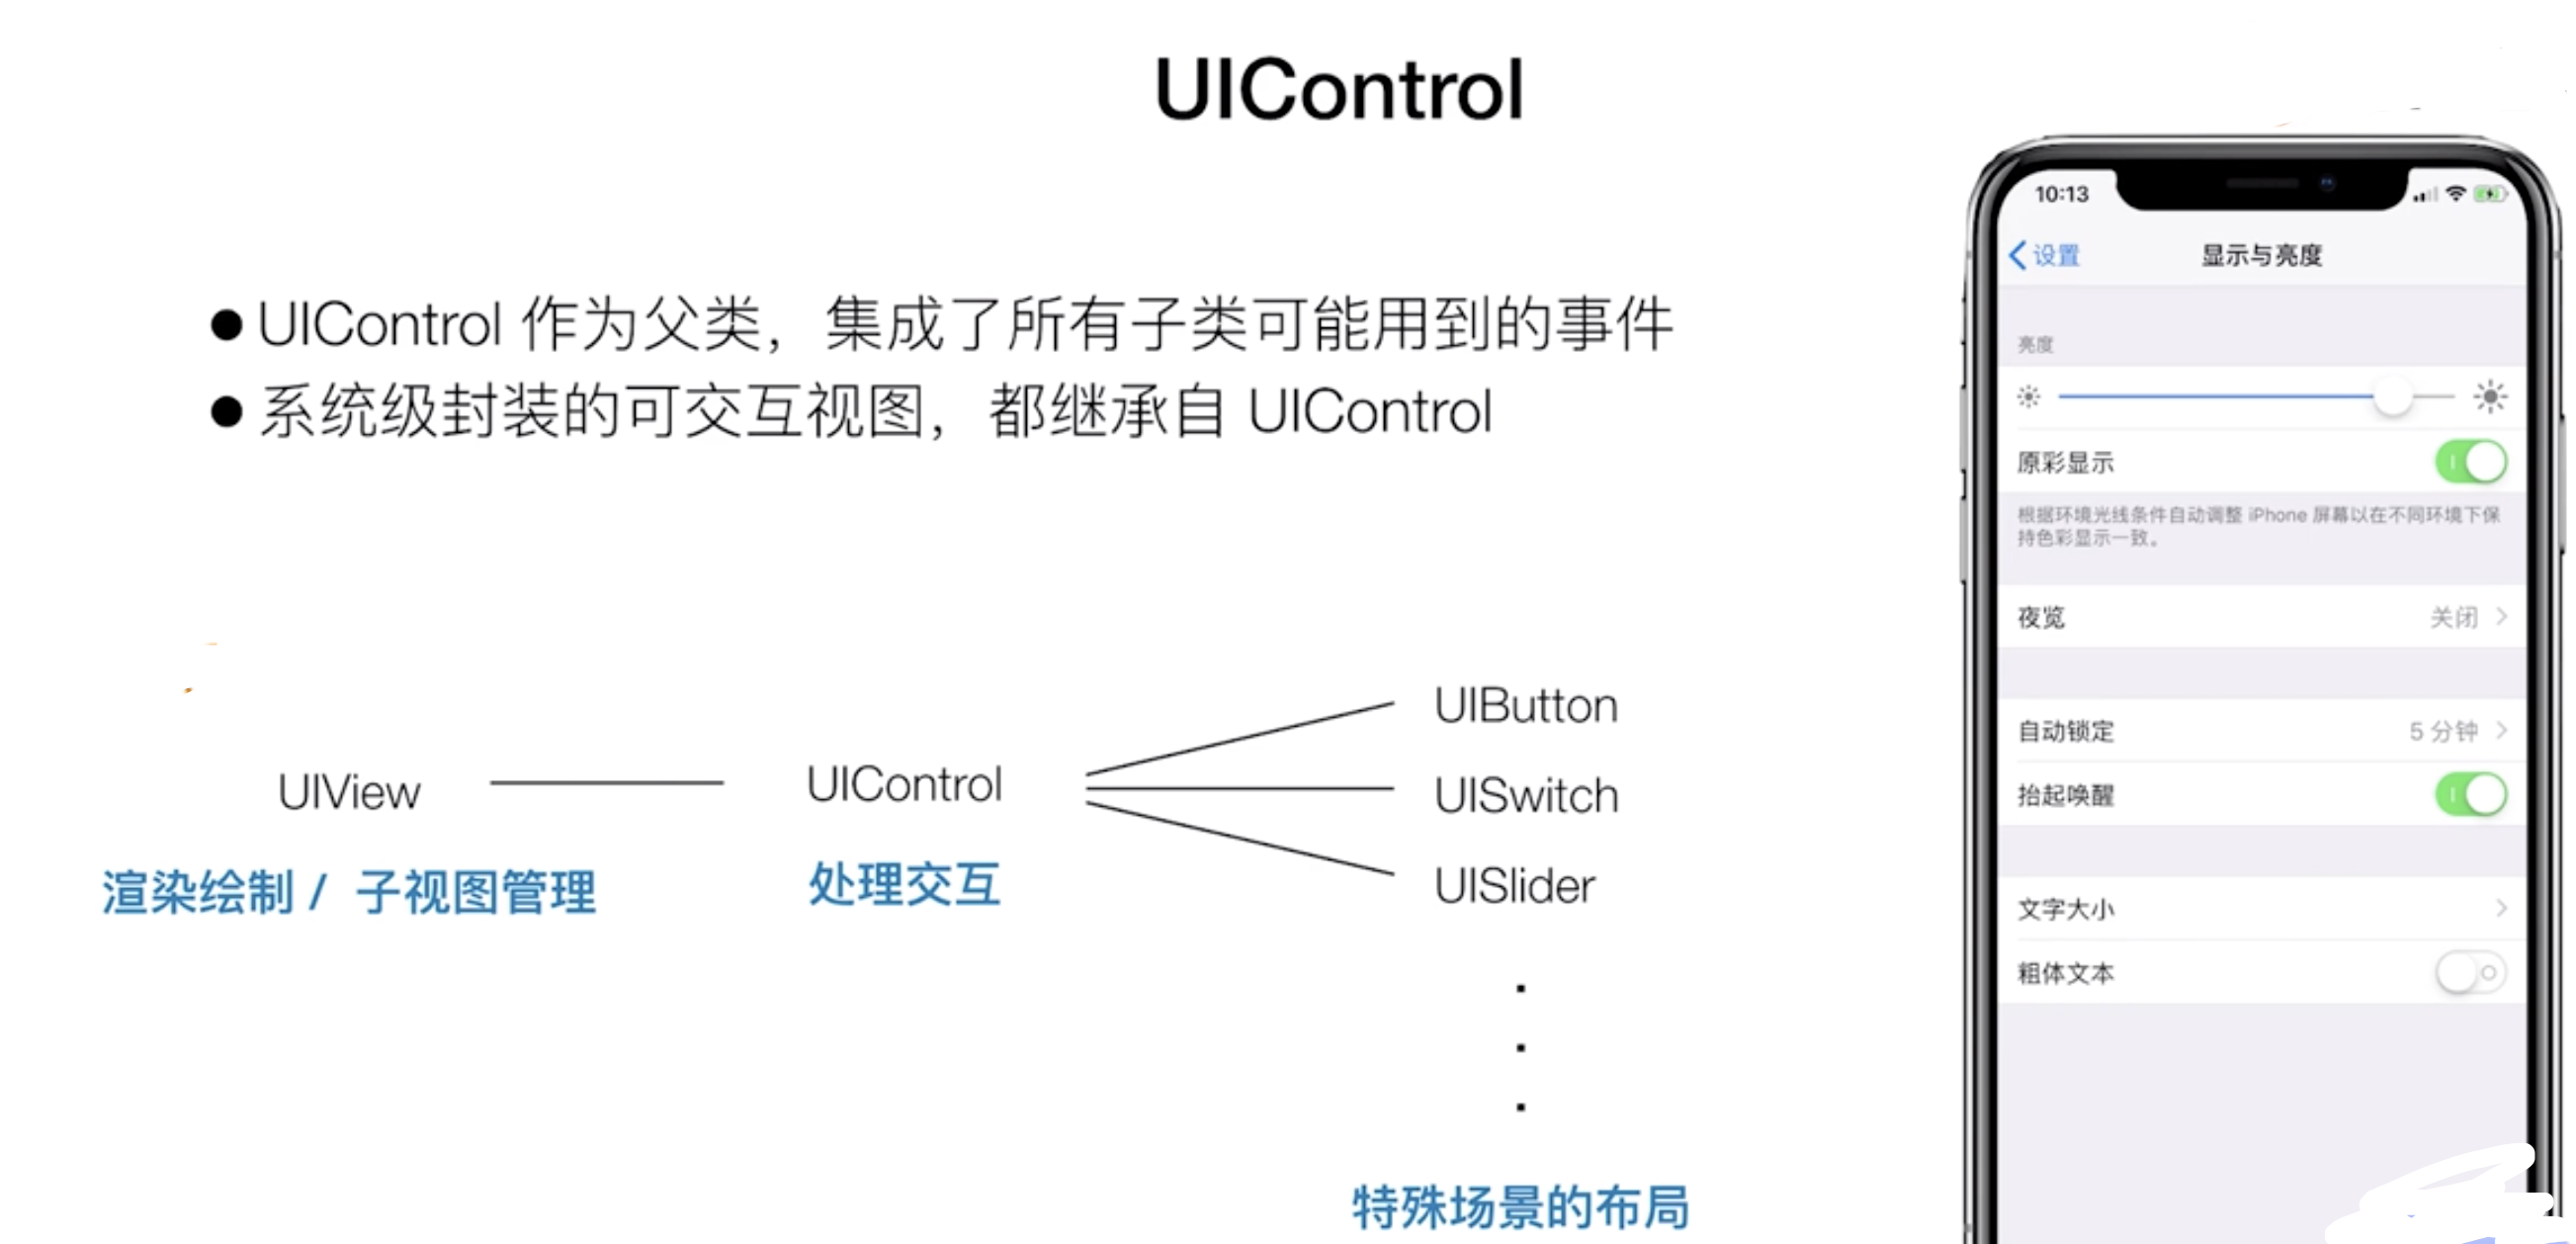 UIControl
● UIControl 作为父类，集成了所有子类可能用到的事件
● 系统级封装的可交互视图，都继承自 UIControl
UIView
渲染绘制 / 子视图管理
UIControl
处理交互
UIButton
UISwitch
UISlider
特殊场景的布局
10:13
设置
显示与亮度
亮度
原彩显示
根据环境光线条件自动调整 iPhone 屏幕以在不同环境下保
持色彩显示一致。
夜览 关闭
自动锁定 5 分钟
抬起唤醒
文字大小
粗体文本